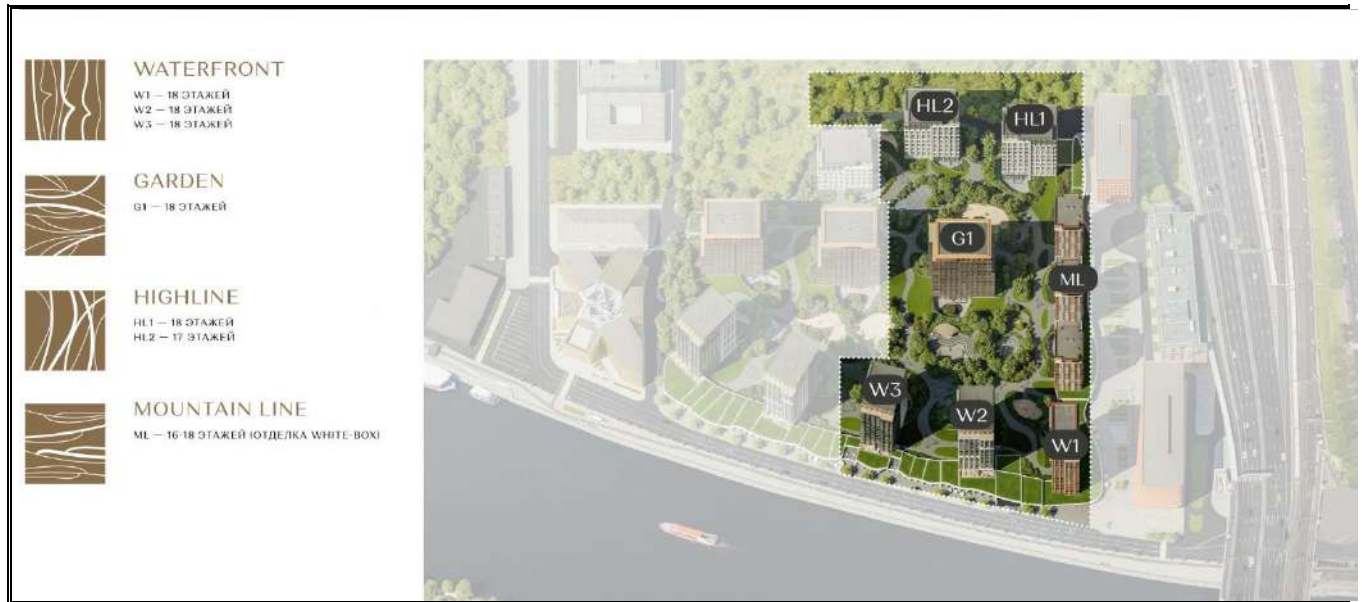 WATERFRONT
W1 — 18 ЭТАЖЕЙ
W2 — 18 ЭТАЖЕЙ
W3 — 18 ЭТАЖЕЙ
GARDEN
G1 — 18 ЭТАЖЕЙ
HIGHLINE
HL1 — 18 ЭТАЖЕЙ
HL2 — 17 ЭТАЖЕЙ
MOUNTAIN LINE
ML — 16-18 ЭТАЖЕЙ (ОТДЕЛКА WHITE-BOX)
HL2
HL1
G1
ML
W3
W2
W1